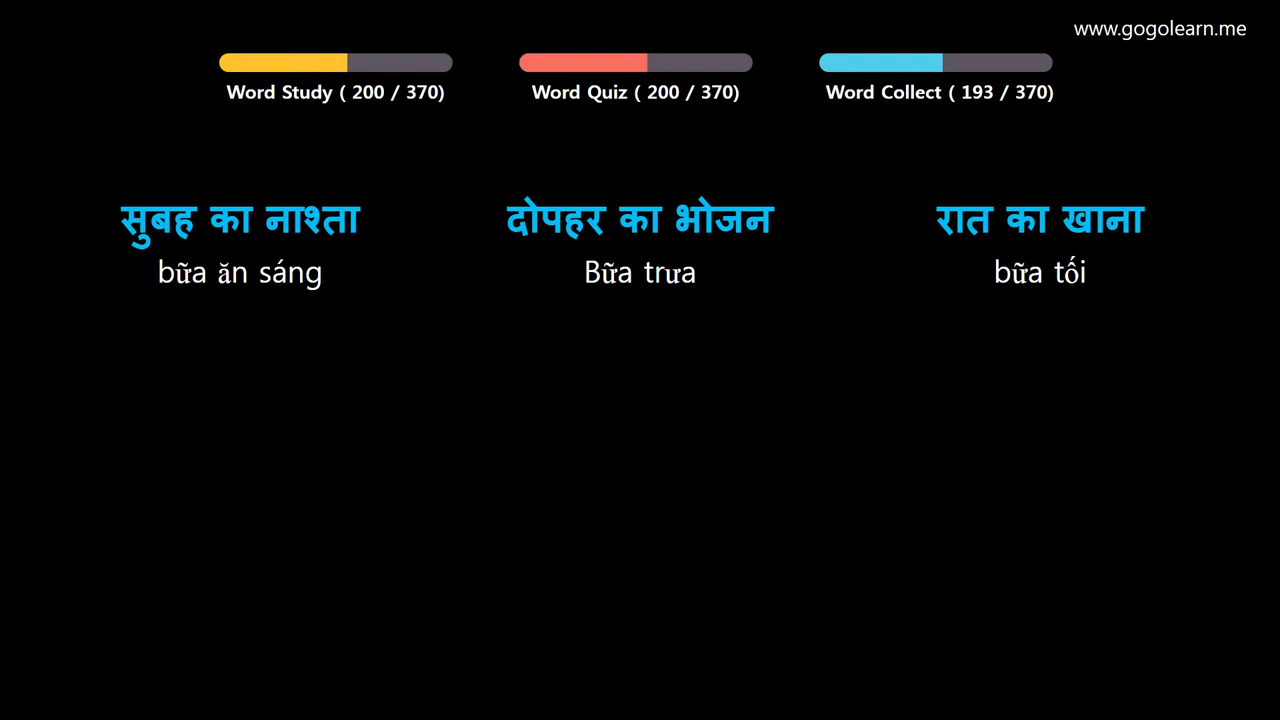 www.gogolearn.me
Word Study ( 200 / 370)
Word Quiz ( 200 / 370)
Word Collect ( 193 / 370)
सुबह का नाश्ता
bữa ăn sáng
दोपहर का भोजन
Bữa trưa
रात का खाना
bữa tối